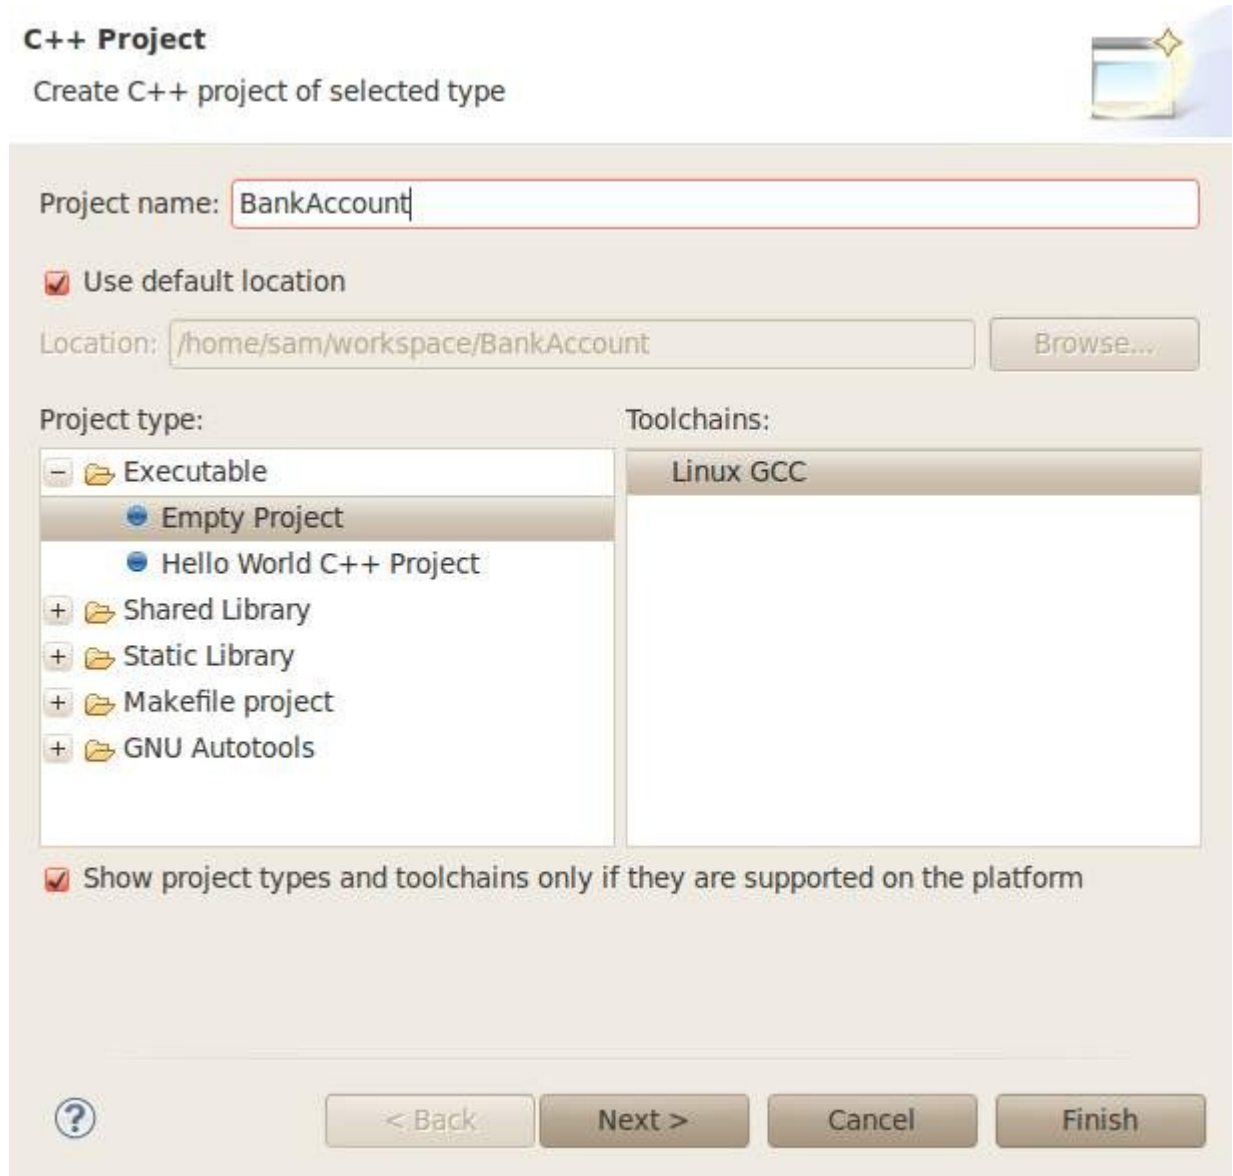 C++ Project
Create C++ project of selected type
Project name: BankAccount
Use default location
Location: /home/sam/workspace/BankAccount Browse...
Project type: Toolchains:
Executable Linux GCC
Empty Project
Hello World C++ Project
Shared Library
Static Library
Makefile project
GNU Autotools
Show project types and toolchains only if they are supported on the platform
? < Back Next > Cancel Finish